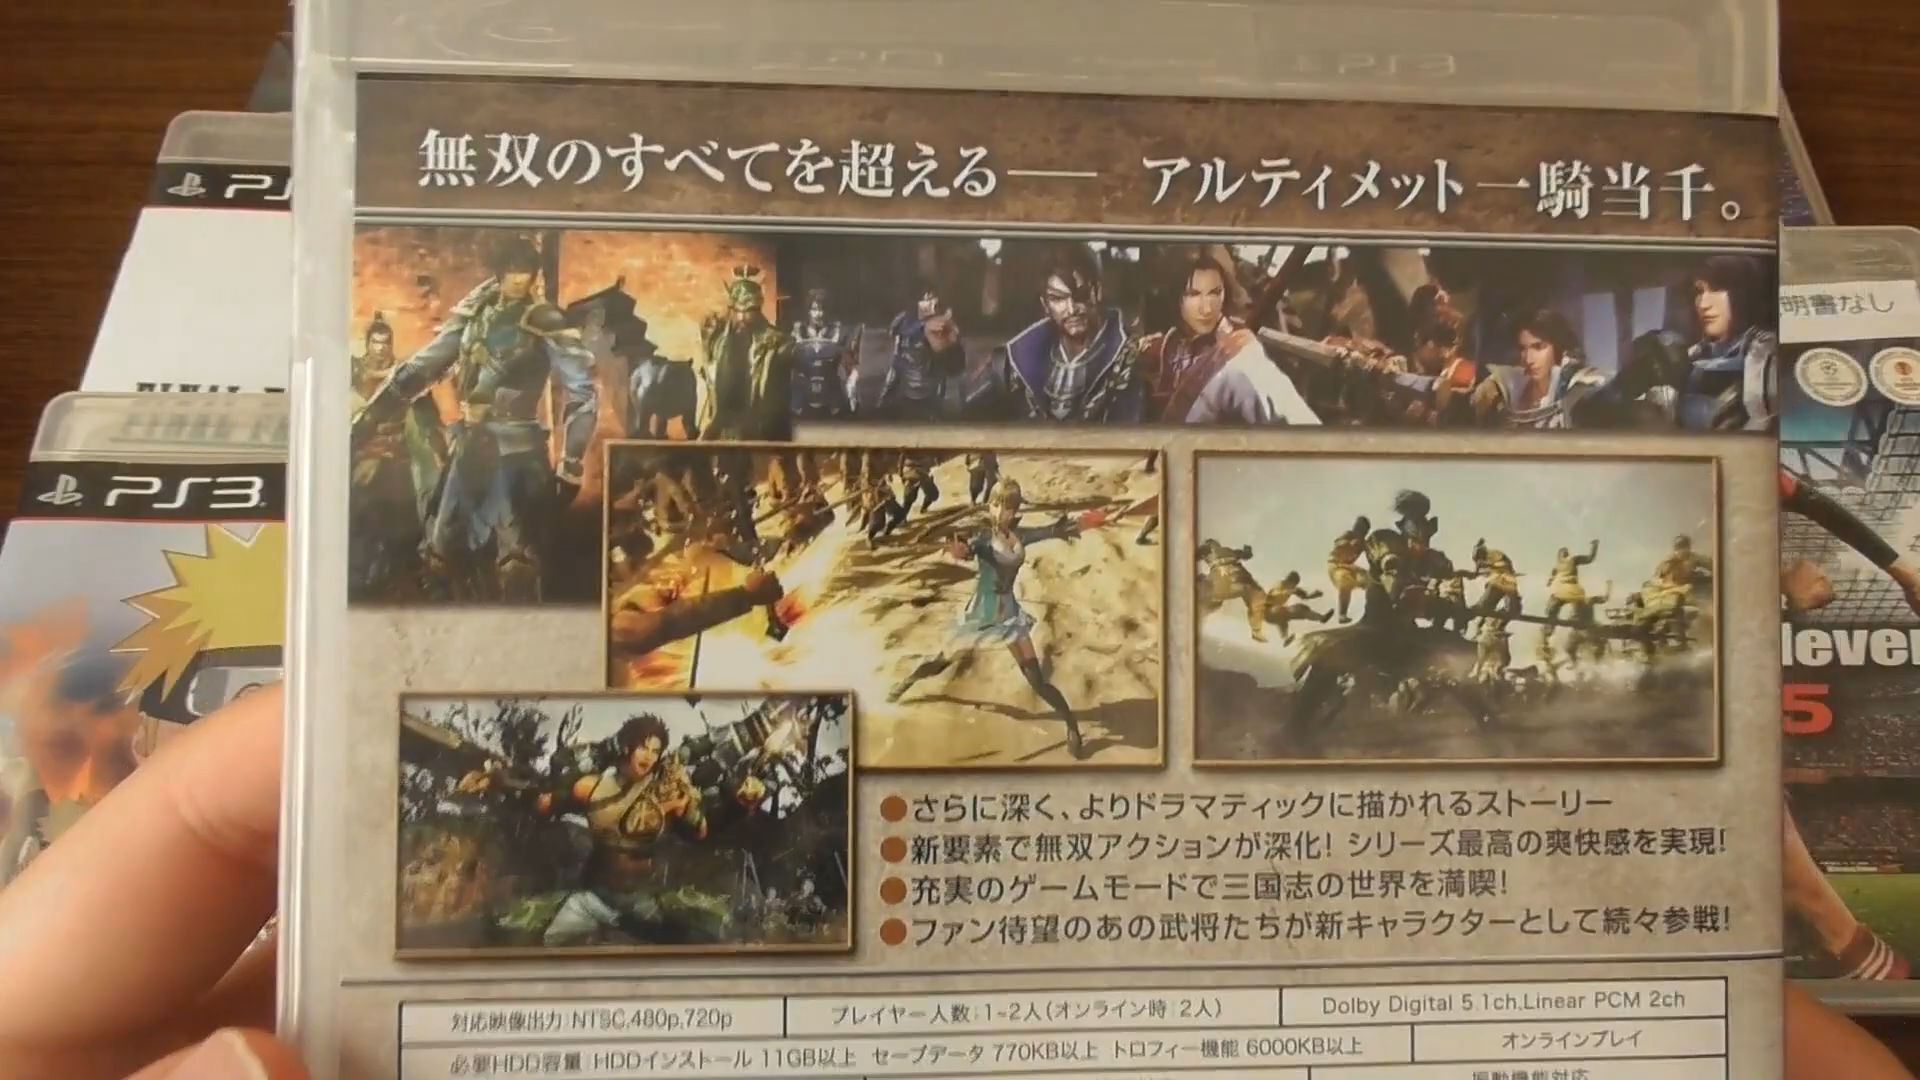 PS3
無双のすべてを超える── アルティメット一騎当千。
PS3
明書なし
leven
5
●さらに深く、よりドラマティックに描かれるストーリー
●新要素で無双アクションが深化! シリーズ最高の爽快感を実現!
●充実のゲームモードで三国志の世界を満喫!
●ファン待望のあの武将たちが新キャラクターとして続々参戦!
対応映像出力:NTSC,480p,720p プレイヤー人数:1~2人(オンライン時:2人) Dolby Digital 5.1ch,Linear PCM 2ch
必要HDD容量:HDDインストール 11GB以上 セーブデータ 770KB以上 トロフィー機能 6000KB以上 オンラインプレイ
振動機能対応